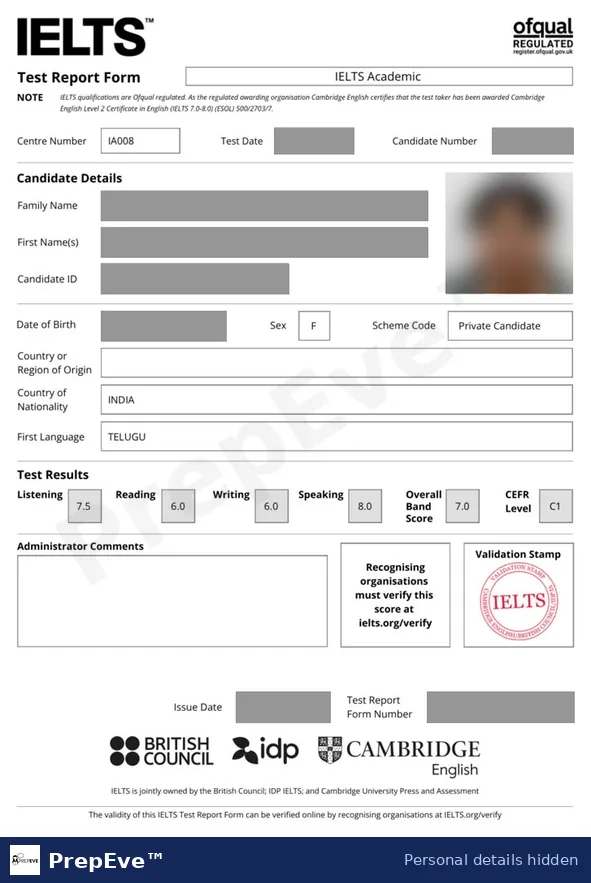 IELTS™
ofqual
REGULATED
register.ofqual.gov.uk
Test Report Form
IELTS Academic
NOTE IELTS qualifications are Ofqual regulated. As the regulated awarding organisation Cambridge English certifies that the test taker has been awarded Cambridge
English Level 2 Certificate in English (IELTS 7.0-8.0) (ESOL) 500/2703/7.
Centre Number IA008 Test Date Candidate Number
Candidate Details
Family Name
First Name(s)
Candidate ID
Date of Birth Sex F Scheme Code Private Candidate
Country or
Region of Origin
Country of
Nationality
INDIA
First Language TELUGU
Test Results
Listening 7.5 Reading 6.0 Writing 6.0 Speaking 8.0 Overall
Band
Score
7.0 CEFR
Level
C1
Administrator Comments
Recognising
organisations
must verify this
score at
ielts.org/verify
Validation Stamp
VALIDATION STAMP
IELTS
CAMBRIDGE ENGLISH/BRITISH COUNCIL
Issue Date
Test Report
Form Number
BRITISH
COUNCIL
idp
CAMBRIDGE
English
IELTS is jointly owned by the British Council; IDP IELTS; and Cambridge University Press and Assessment
The validity of this IELTS Test Report Form can be verified online by recognising organisations at IELTS.org/verify
PrepEve™
PREPEVE
PrepEve™
Personal details hidden